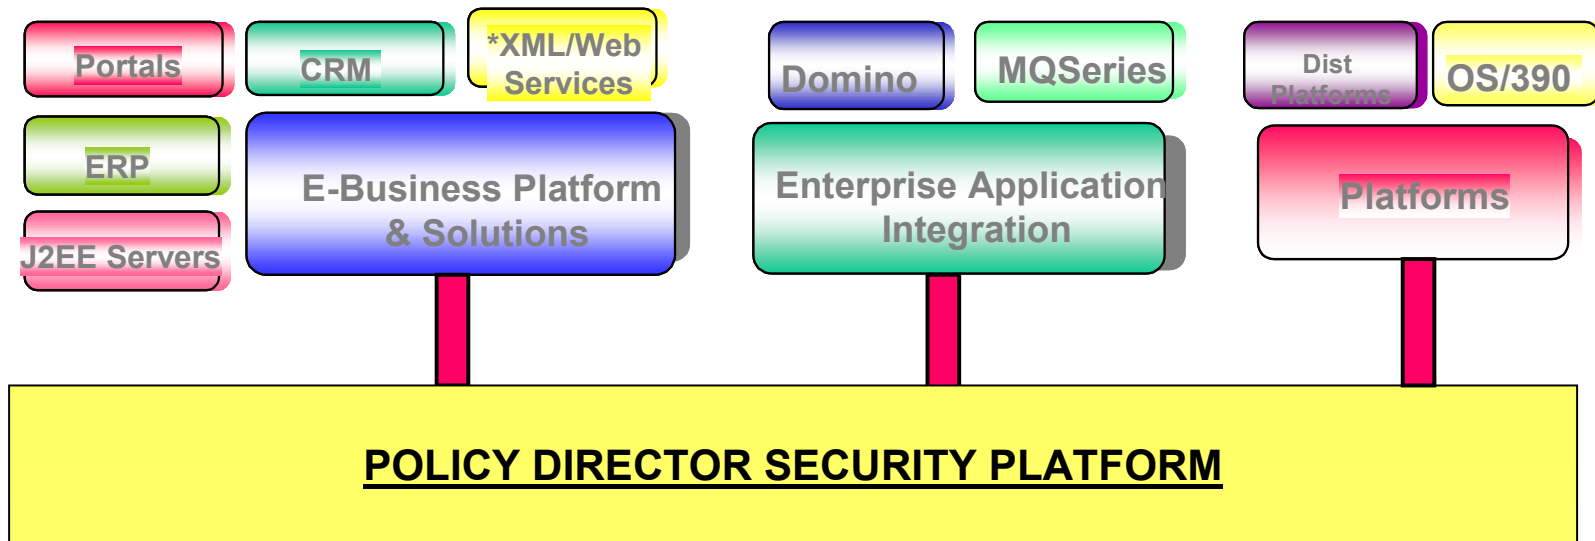 Portals
CRM
*XML/Web
Services
Domino
MQSeries
Dist
Platforms
OS/390
ERP
J2EE Servers
E-Business Platform
& Solutions
Enterprise Application
Integration
Platforms
POLICY DIRECTOR SECURITY PLATFORM